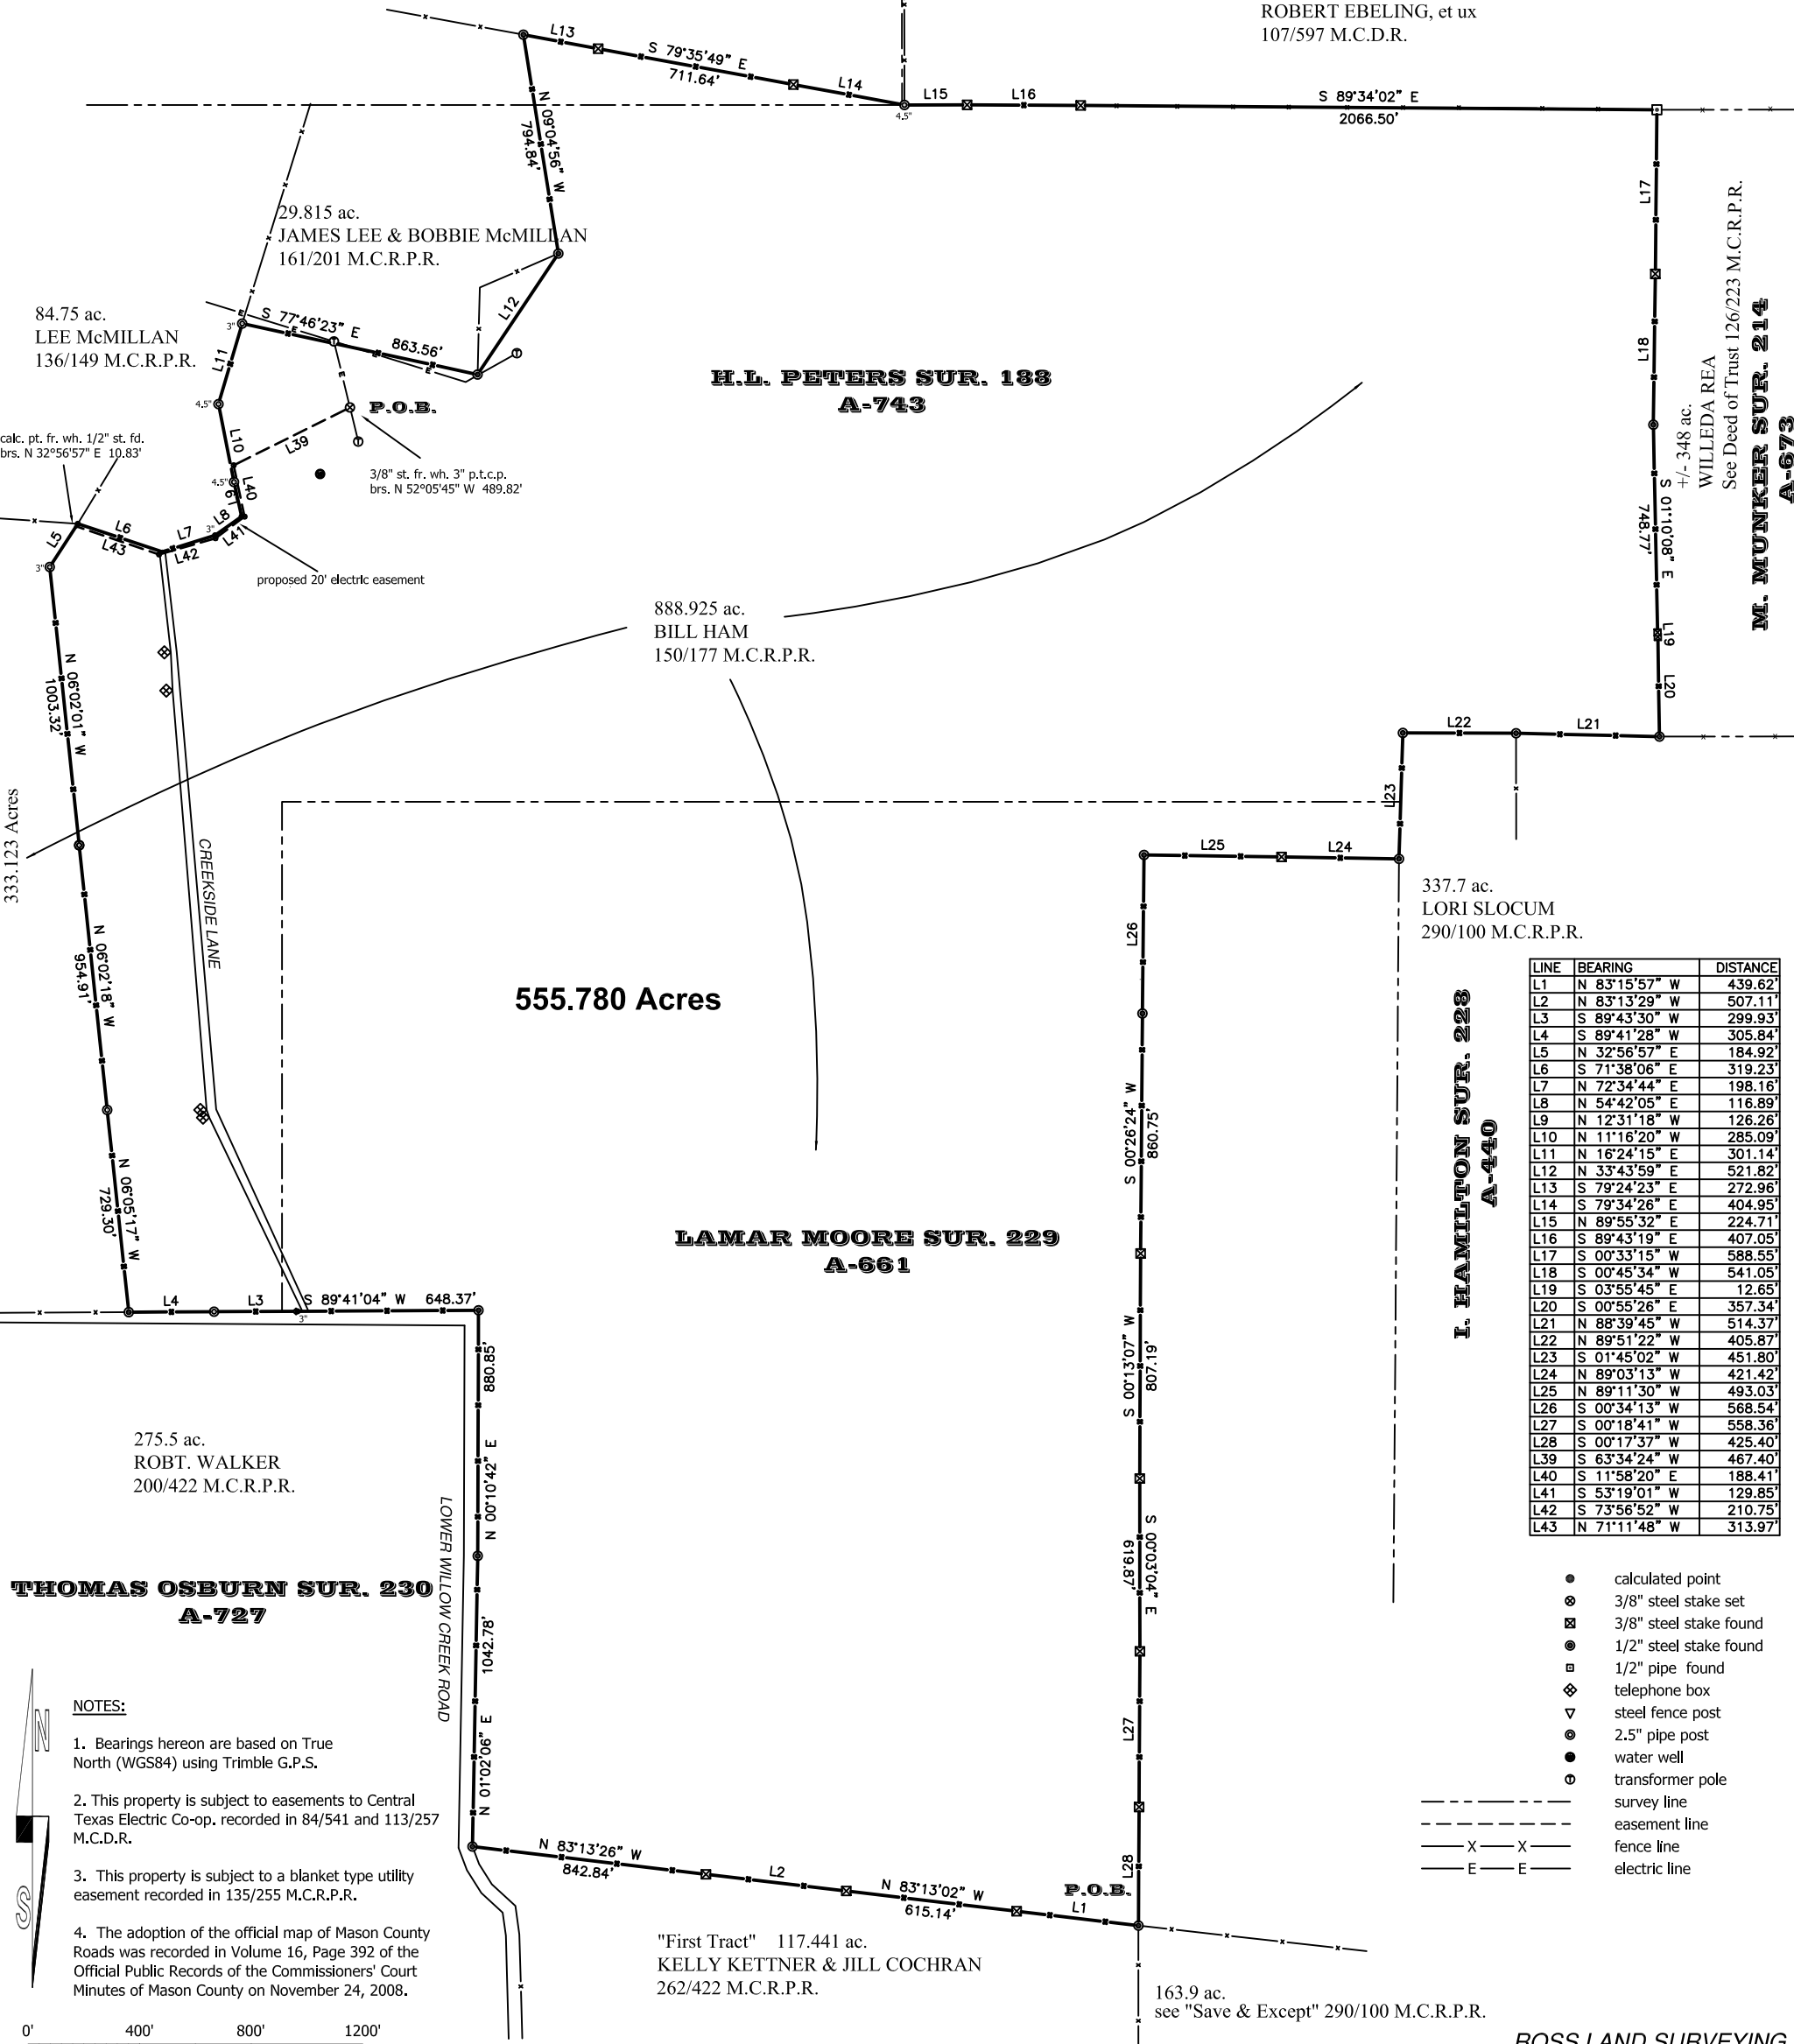 ROBERT EBELING, et ux
107/597 M.C.D.R.
L13
S 79°35'49" E
711.64'
L14
4.5"
L15
L16
S 89°34'02" E
2066.50'
N 09°04'56" W
794.84'
29.815 ac.
JAMES LEE & BOBBIE McMILLAN
161/201 M.C.R.P.R.
84.75 ac.
LEE McMILLAN
136/149 M.C.R.P.R.
3"
S 77°46'23" E
863.56'
E
E
E
E
L12
L11
4.5"
L10
L39
P.O.B.
3/8" st. fr. wh. 3" p.t.c.p.
brs. N 52°05'45" W  489.82'
calc. pt. fr. wh. 1/2" st. fd.
brs. N 32°56'57" E  10.83'
4.5"
L40
L9
L8
3"
L41
L7
L42
L6
L43
L5
3"
proposed 20' electric easement
H.L. PETERS SUR. 188
A-743
L17
L18
S 01°10'08" E
748.77'
L19
L20
+/- 348 ac.
WILLEDA REA
See Deed of Trust 126/223 M.C.R.P.R.
M. MUNKER SUR. 214
A-673
888.925 ac.
BILL HAM
150/177 M.C.R.P.R.
N 06°02'01" W
1003.32'
333.123 Acres
CREEKSIDE LANE
N 06°02'18" W
954.91'
N 06°05'17" W
729.30'
L22
L21
L23
L25
L24
L26
337.7 ac.
LORI SLOCUM
290/100 M.C.R.P.R.
555.780 Acres
S 00°26'24" W
860.75'
I. HAMILTON SUR. 228
A-440
LINE BEARING DISTANCE
L1 N 83°15'57" W 439.62'
L2 N 83°13'29" W 507.11'
L3 S 89°43'30" W 299.93'
L4 S 89°41'28" W 305.84'
L5 N 32°56'57" E 184.92'
L6 S 71°38'06" E 319.23'
L7 N 72°34'44" E 198.16'
L8 N 54°42'05" E 116.89'
L9 N 12°31'18" W 126.26'
L10 N 11°16'20" W 285.09'
L11 N 16°24'15" E 301.14'
L12 N 33°43'59" E 521.82'
L13 S 79°24'23" E 272.96'
L14 S 79°34'26" E 404.95'
L15 N 89°55'32" E 224.71'
L16 S 89°43'19" E 407.05'
L17 S 00°33'15" W 588.55'
L18 S 00°45'34" W 541.05'
L19 S 03°55'45" E 12.65'
L20 S 00°55'26" E 357.34'
L21 N 88°39'45" W 514.37'
L22 N 89°51'22" W 405.87'
L23 S 01°45'02" W 451.80'
L24 N 89°03'13" W 421.42'
L25 N 89°11'30" W 493.03'
L26 S 00°34'13" W 568.54'
L27 S 00°18'41" W 558.36'
L28 S 00°17'37" W 425.40'
L39 S 63°34'24" W 467.40'
L40 S 11°58'20" E 188.41'
L41 S 53°19'01" W 129.85'
L42 S 73°56'52" W 210.75'
L43 N 71°11'48" W 313.97'
LAMAR MOORE SUR. 229
A-661
L4
L3
S 89°41'04" W  648.37'
3"
880.85'
N 00°10'42" E
S 00°13'07" W
807.19'
275.5 ac.
ROBT. WALKER
200/422 M.C.R.P.R.
LOWER WILLOW CREEK ROAD
S 00°03'04" E
619.87'
THOMAS OSBURN SUR. 230
A-727
1042.78'
N 01°02'06" E
L27
L28
calculated point
3/8" steel stake set
3/8" steel stake found
1/2" steel stake found
1/2" pipe found
telephone box
steel fence post
2.5" pipe post
water well
transformer pole
survey line
easement line
X X fence line
E E electric line
N
S
NOTES:
1. Bearings hereon are based on True
North (WGS84) using Trimble G.P.S.
2. This property is subject to easements to Central
Texas Electric Co-op. recorded in 84/541 and 113/257
M.C.D.R.
3. This property is subject to a blanket type utility
easement recorded in 135/255 M.C.R.P.R.
4. The adoption of the official map of Mason County
Roads was recorded in Volume 16, Page 392 of the
Official Public Records of the Commissioners' Court
Minutes of Mason County on November 24, 2008.
N 83°13'26" W
842.84'
L2
N 83°13'02" W
615.14'
L1
P.O.B.
"First Tract"  117.441 ac.
KELLY KETTNER & JILL COCHRAN
262/422 M.C.R.P.R.
163.9 ac.
see "Save & Except" 290/100 M.C.R.P.R.
0' 400' 800' 1200'
ROSS LAND SURVEYING